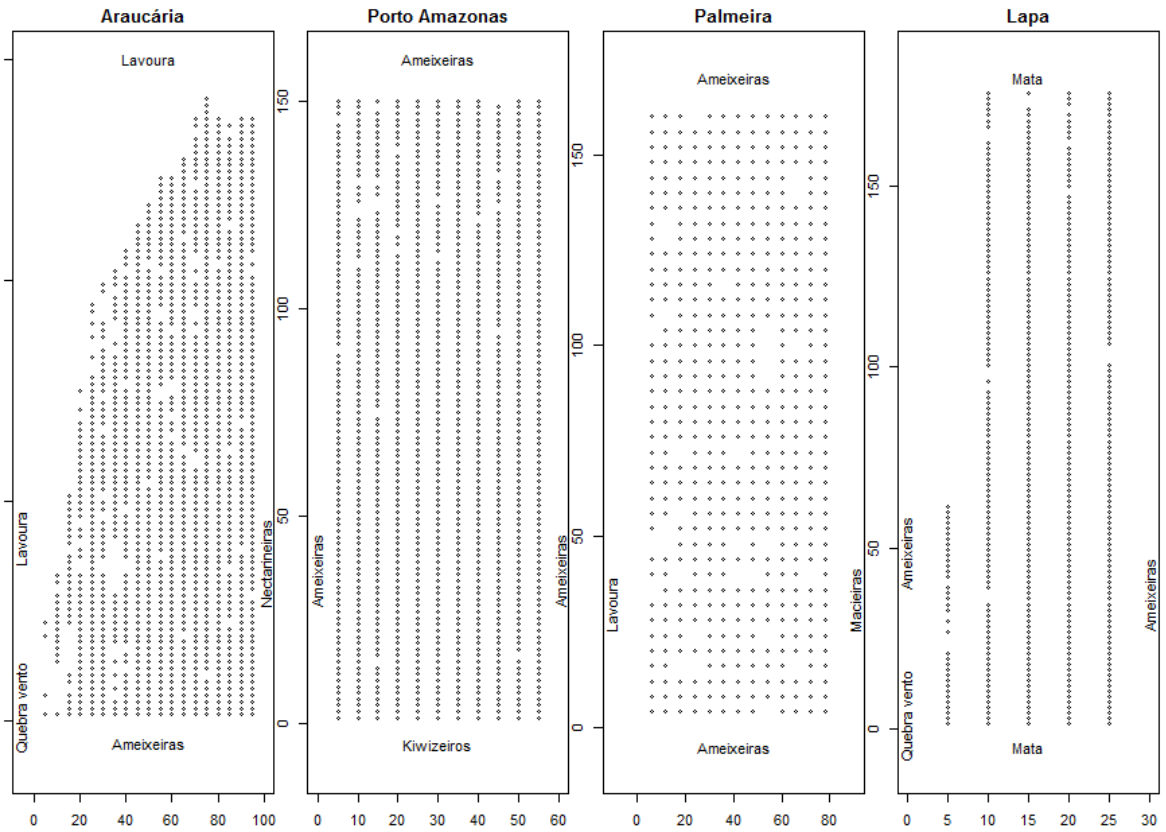 Araucária
Lavoura
Lavoura
Quebra vento
Nectarineiras
Ameixeiras
0 20 40 60 80 100
Porto Amazonas
Ameixeiras
150
100
50
0
Ameixeiras
Ameixeiras
Kiwizeiros
0 10 20 30 40 50 60
Palmeira
Ameixeiras
150
100
50
0
Lavoura
Macieiras
Ameixeiras
0 20 40 60 80
Lapa
Mata
150
100
50
0
Ameixeiras
Quebra vento
Ameixeiras
Mata
0 5 10 15 20 25 30